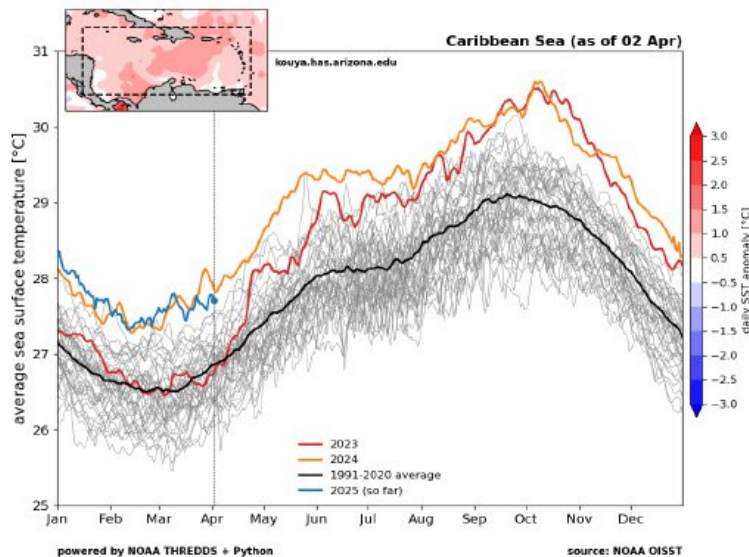 Caribbean Sea (as of 02 Apr)
kouya.has.arizona.edu
average sea surface temperature [°C]
31
30
29
28
27
26
25
Jan Feb Mar Apr May Jun Jul Aug Sep Oct Nov Dec
2023
2024
1991-2020 average
2025 (so far)
3.0
2.5
2.0
1.5
1.0
0.5
−0.5
−1.0
−1.5
−2.0
−2.5
−3.0
daily SST anomaly [°C]
powered by NOAA THREDDS + Python
source: NOAA OISST